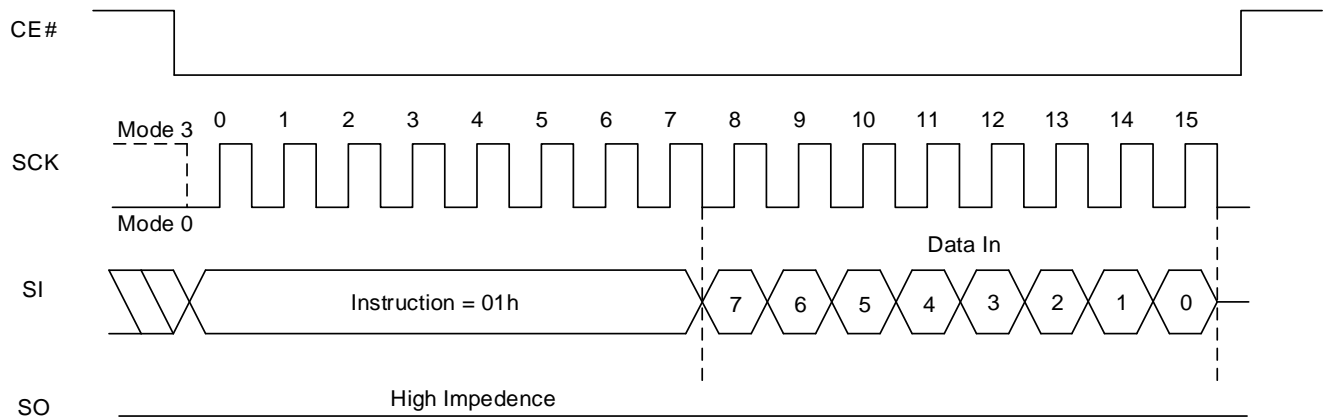 CE#
0 1 2 3 4 5 6 7 8 9 10 11 12 13 14 15
Mode 3
SCK
Mode 0
Data In
SI
Instruction = 01h 7 6 5 4 3 2 1 0
High Impedence
SO